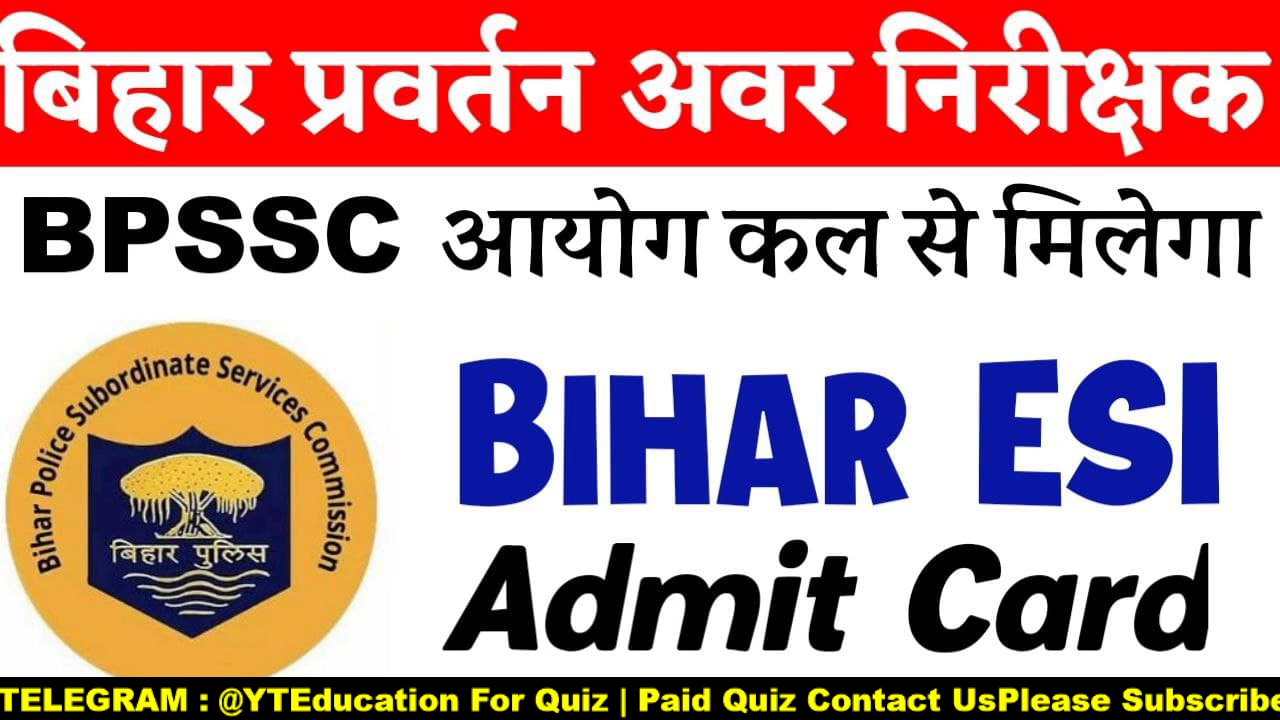 बिहार प्रवर्तन अवर निरीक्षक
BPSSC आयोग कल से मिलेगा
Bihar Police Subordinate Services Commission
बिहार पुलिस
BIHAR ESI
Admit Card
TELEGRAM : @YTEducation For Quiz | Paid Quiz Contact UsPlease Subscribe